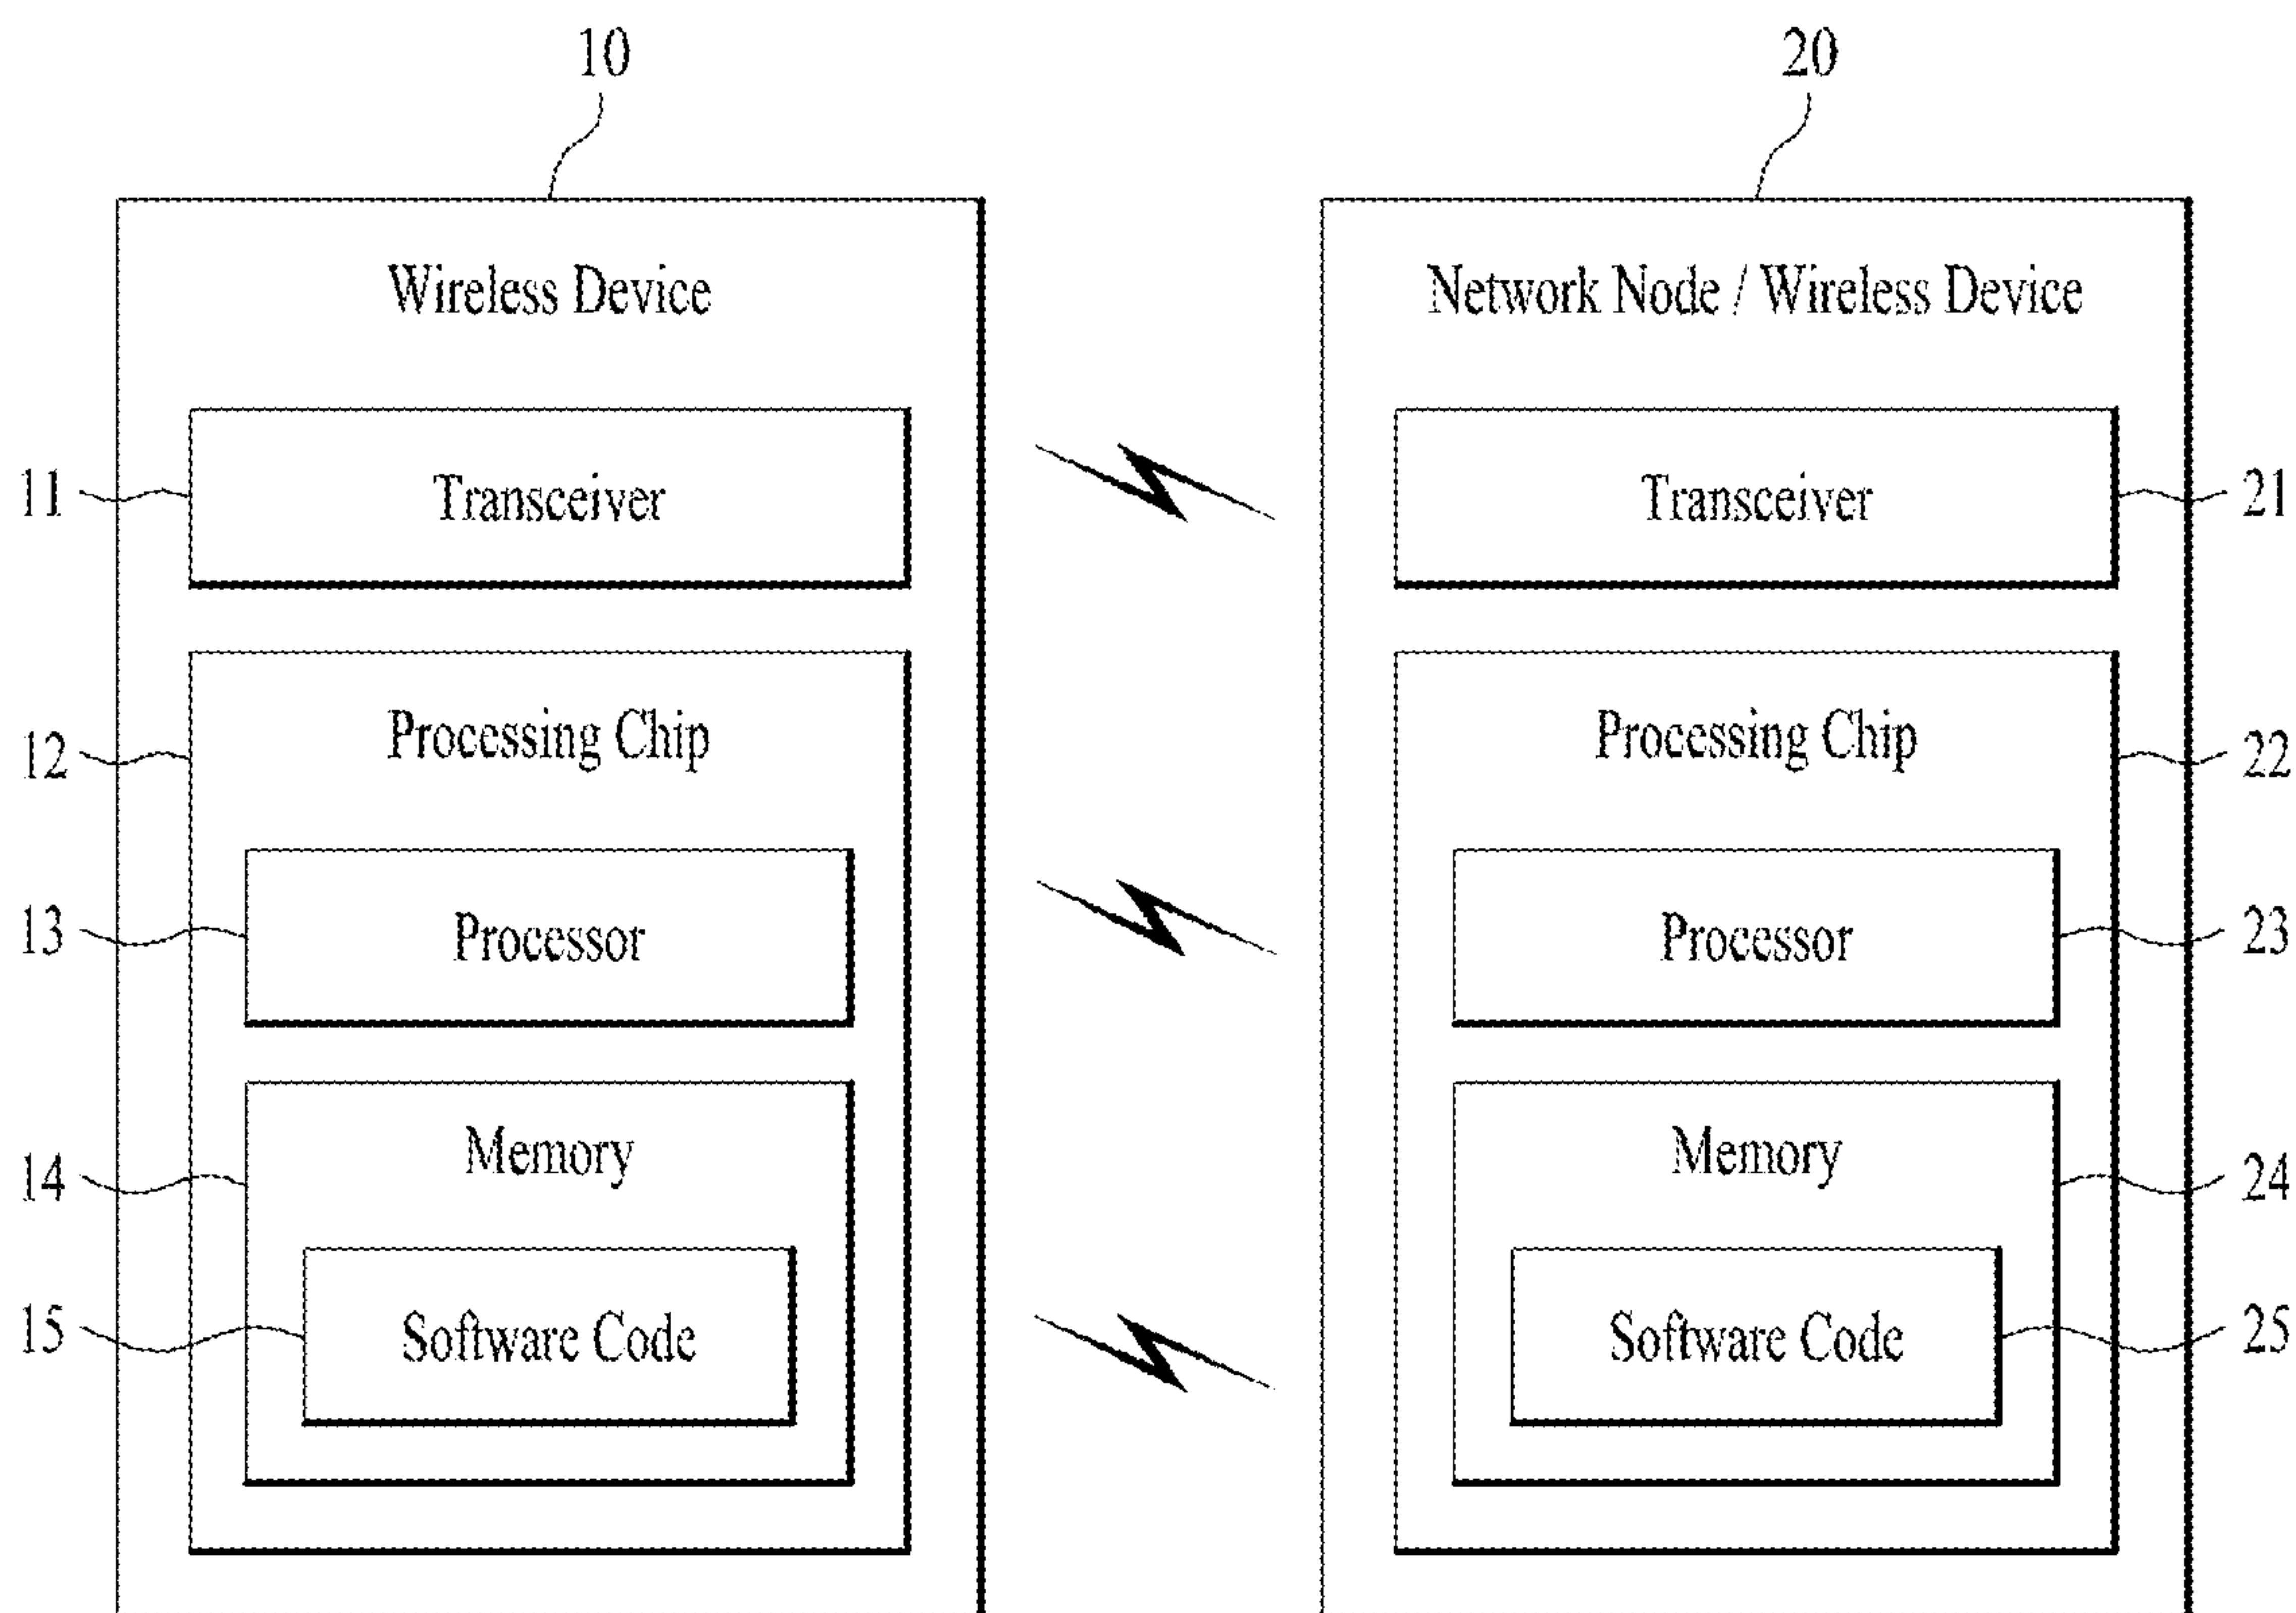 10
20
Wireless Device
Network Node / Wireless Device
11
Transceiver
Transceiver
21
12
Processing Chip
Processing Chip
22
13
Processor
Processor
23
14
Memory
Memory
24
15
Software Code
Software Code
25